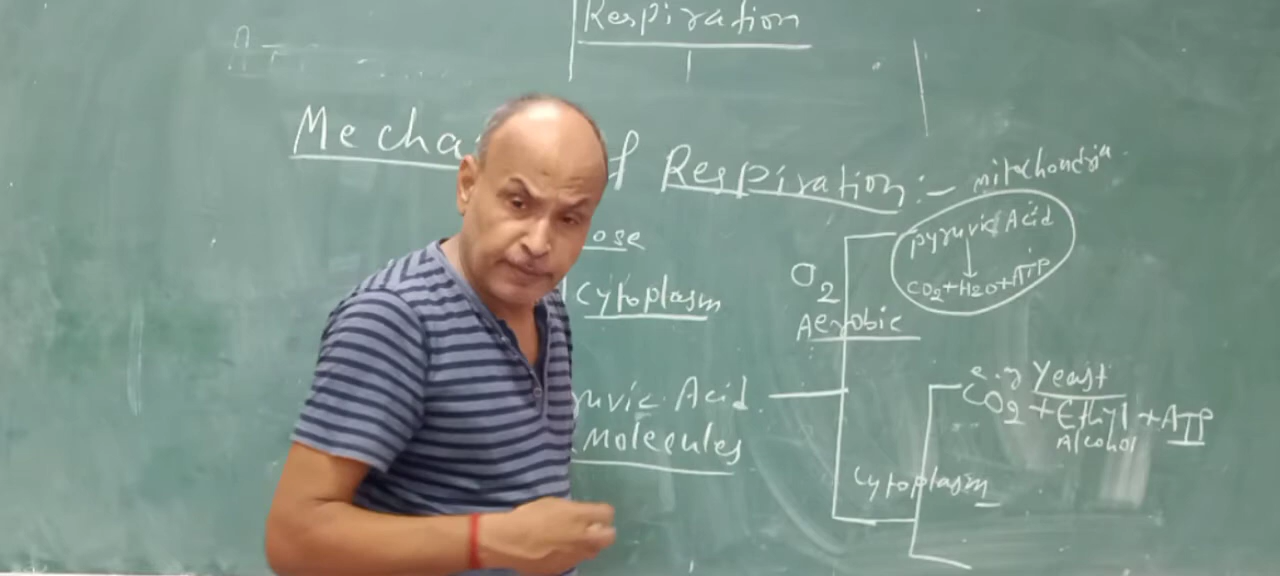 Respiration
Mecha f Respiration :-
mitochondria
ose
pyruvic Acid
CO2+H2O+ATP
O2
Cytoplasm
Aerobic
e.g Yeast
uvic Acid.
CO2 + Ethyl + ATP
Alcohol
Molecules
Cytoplasm